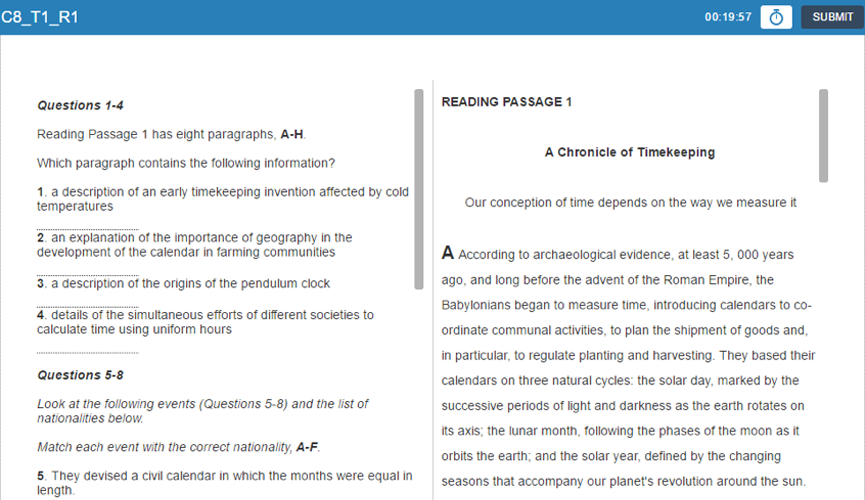 C8_T1_R1
00:19:57
SUBMIT
Questions 1-4
Reading Passage 1 has eight paragraphs, A-H.
Which paragraph contains the following information?
1. a description of an early timekeeping invention affected by cold
temperatures
2. an explanation of the importance of geography in the
development of the calendar in farming communities
3. a description of the origins of the pendulum clock
4. details of the simultaneous efforts of different societies to
calculate time using uniform hours
Questions 5-8
Look at the following events (Questions 5-8) and the list of
nationalities below.
Match each event with the correct nationality, A-F.
5. They devised a civil calendar in which the months were equal in
length.
READING PASSAGE 1
A Chronicle of Timekeeping
Our conception of time depends on the way we measure it
A According to archaeological evidence, at least 5, 000 years
ago, and long before the advent of the Roman Empire, the
Babylonians began to measure time, introducing calendars to co-
ordinate communal activities, to plan the shipment of goods and,
in particular, to regulate planting and harvesting. They based their
calendars on three natural cycles: the solar day, marked by the
successive periods of light and darkness as the earth rotates on
its axis; the lunar month, following the phases of the moon as it
orbits the earth; and the solar year, defined by the changing
seasons that accompany our planet's revolution around the sun.